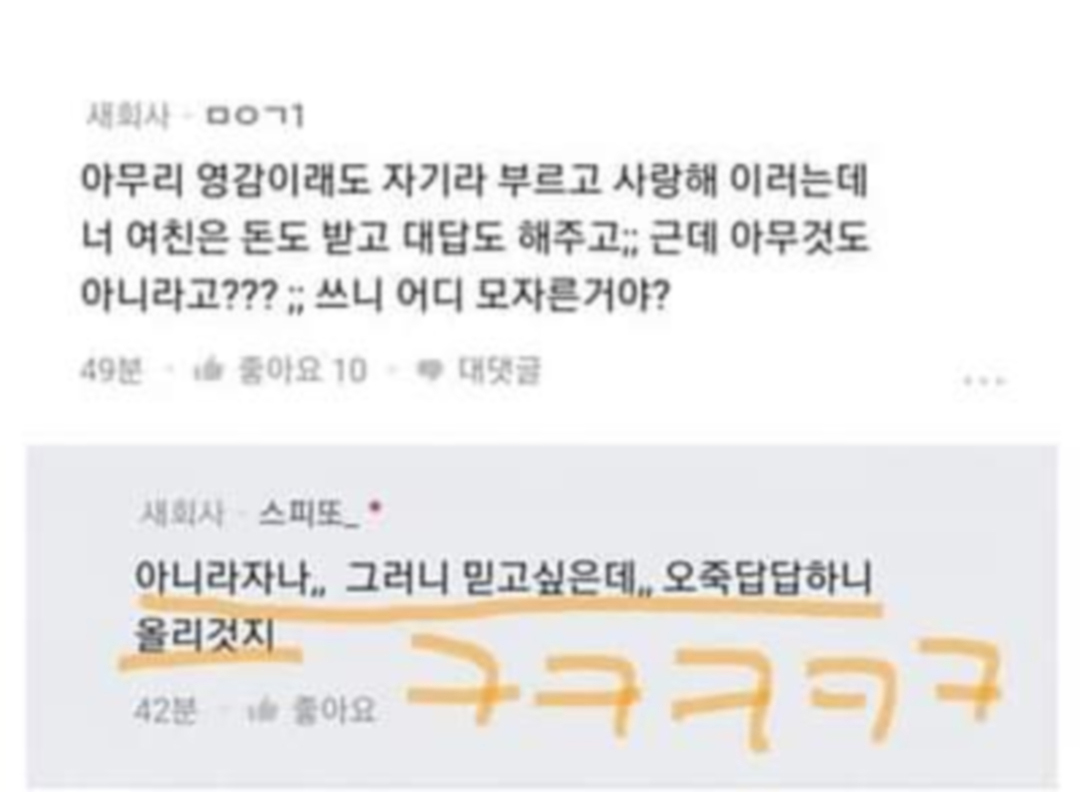 새회사 · ㅁㅇㄱ1
아무리 영감이래도 자기라 부르고 사랑해 이러는데
너 여친은 돈도 받고 대답도 해주고;; 근데 아무것도
아니라고??? ;; 쓰니 어디 모자른거야?
49분 · 좋아요 10 · 대댓글
새회사 · 스피또_
아니라자나,, 그러니 믿고싶은데,, 오죽답답하니
올리것지
42분 · 좋아요
ㅋㅋㅋㅋㅋ